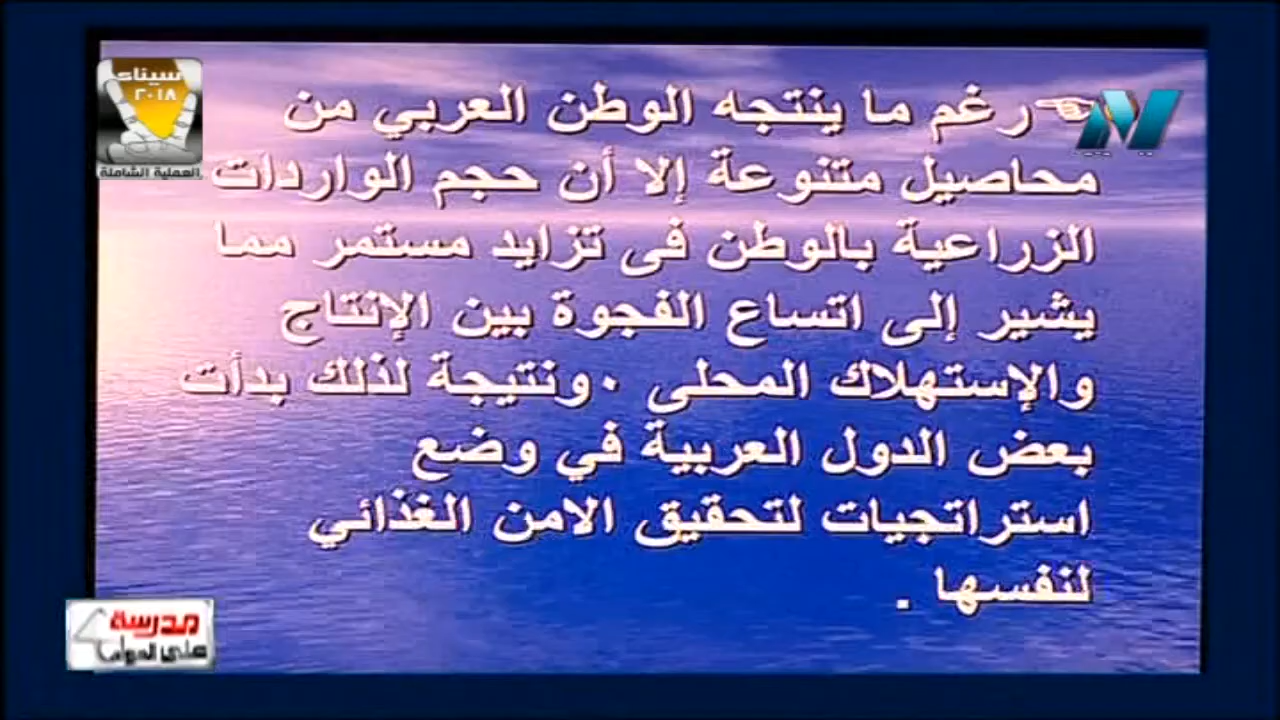 سيناء
٢٠١٨
العملية الشاملة
رغم ما ينتجه الوطن العربي من
محاصيل متنوعة إلا أن حجم الواردات
الزراعية بالوطن فى تزايد مستمر مما
يشير إلى اتساع الفجوة بين الإنتاج
والإستهلاك المحلى ٠ونتيجة لذلك بدأت
بعض الدول العربية في وضع
استراتجيات لتحقيق الامن الغذائي
لنفسها .
مدرسة
على الهواء